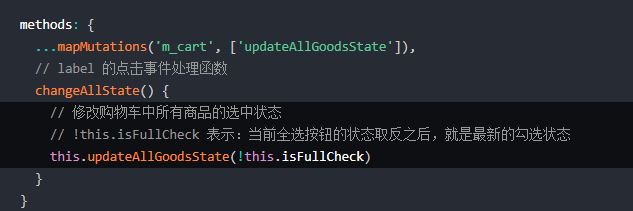 methods: {
...mapMutations('m_cart', ['updateAllGoodsState']),
// label 的点击事件处理函数
changeAllState() {
// 修改购物车中所有商品的选中状态
// !this.isFullCheck 表示：当前全选按钮的状态取反之后，就是最新的勾选状态
this.updateAllGoodsState(!this.isFullCheck)
}
}